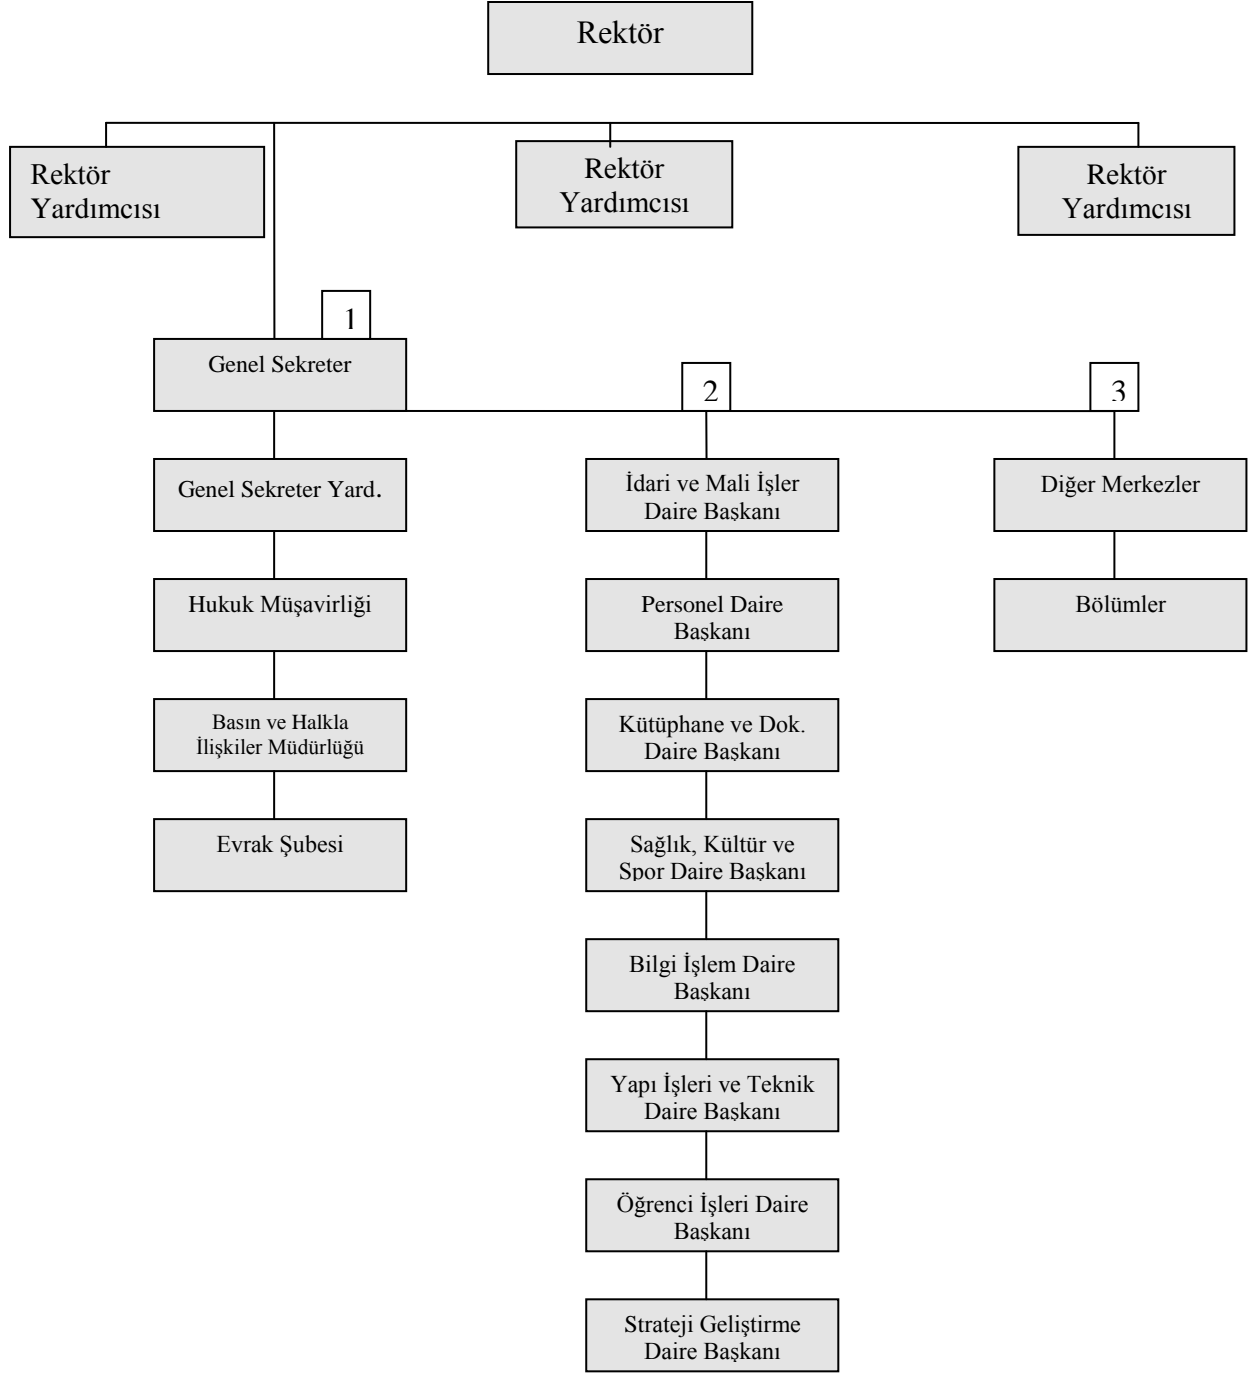 Rektör
Rektör
Yardımcısı
Rektör
Yardımcısı
Rektör
Yardımcısı
1
Genel Sekreter
2
3
Genel Sekreter Yard.
İdari ve Mali İşler
Daire Başkanı
Diğer Merkezler
Hukuk Müşavirliği
Personel Daire
Başkanı
Bölümler
Basın ve Halkla
İlişkiler Müdürlüğü
Kütüphane ve Dok.
Daire Başkanı
Evrak Şubesi
Sağlık, Kültür ve
Spor Daire Başkanı
Bilgi İşlem Daire
Başkanı
Yapı İşleri ve Teknik
Daire Başkanı
Öğrenci İşleri Daire
Başkanı
Strateji Geliştirme
Daire Başkanı